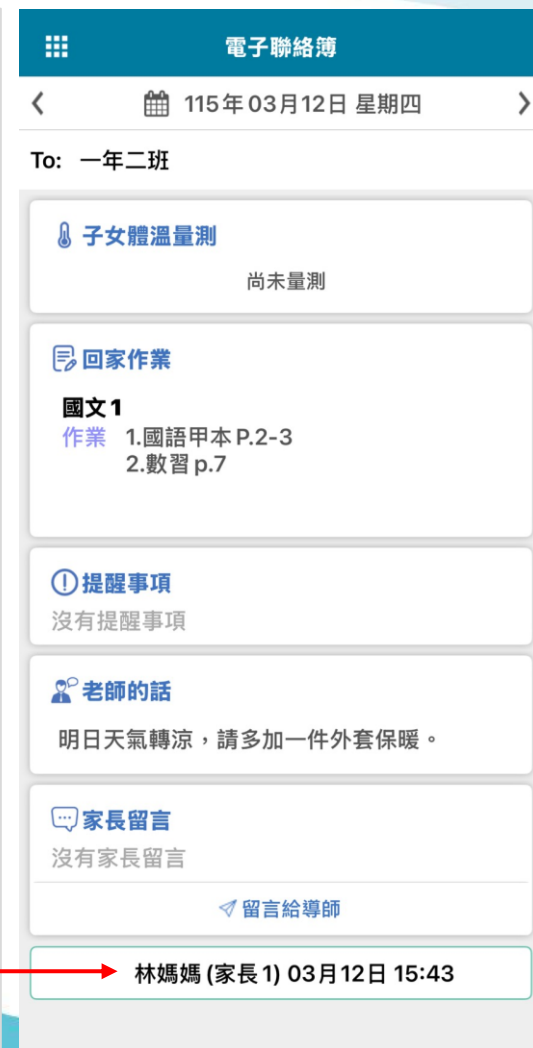 電子聯絡簿
115年03月12日 星期四
To: 一年二班
子女體溫量測
尚未量測
回家作業
國文1
作業 1.國語甲本 P.2-3
2.數習 p.7
提醒事項
沒有提醒事項
老師的話
明日天氣轉涼，請多加一件外套保暖。
家長留言
沒有家長留言
留言給導師
林媽媽 (家長 1) 03月12日 15:43